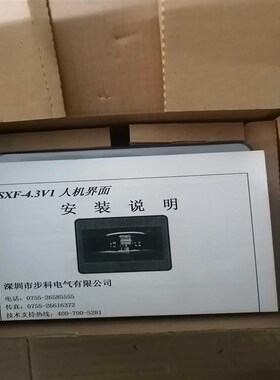 SXF-4.3V1 人机界面
安装说明
深圳市步科电气有限公司
电话：0755-26585555
传真：0755-26616372
技术支持热线：400-700-5281